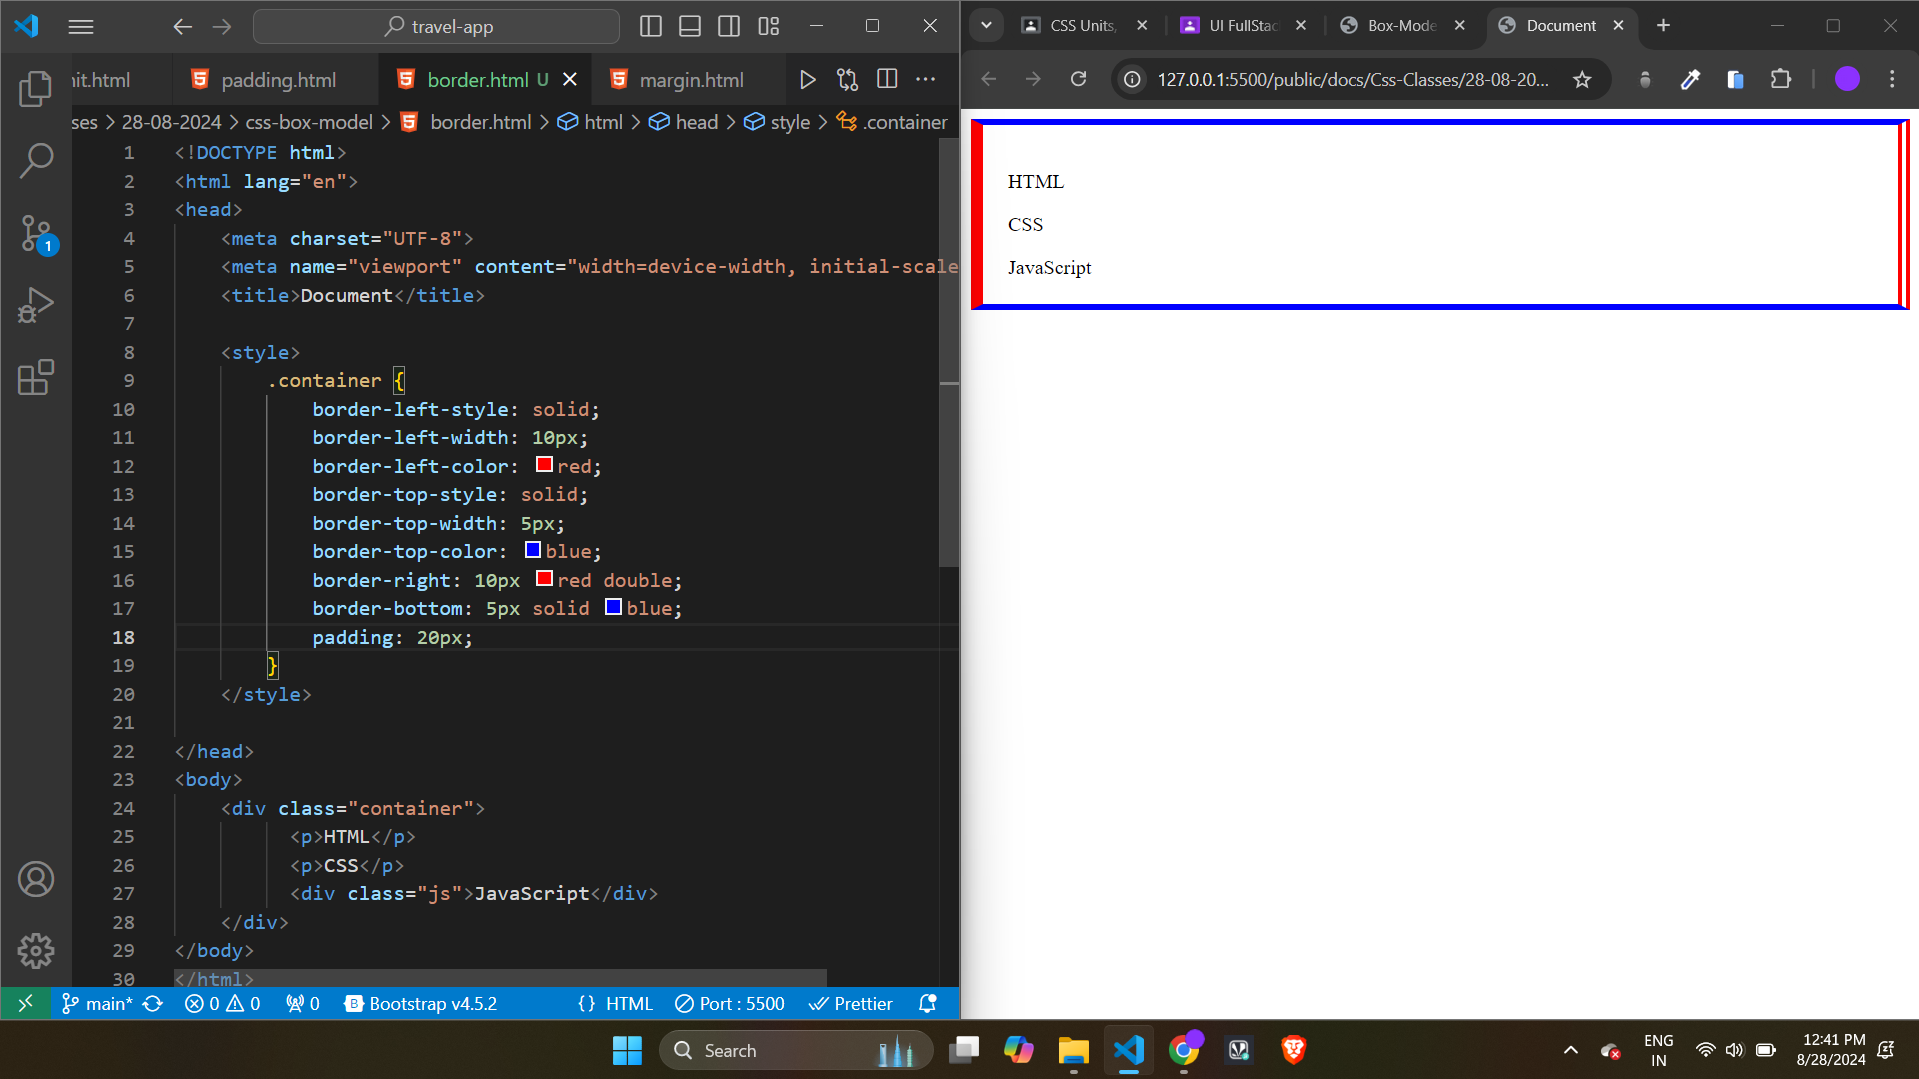 travel-app
nit.html
padding.html
border.html U
margin.html
ses > 28-08-2024 > css-box-model > border.html > html > head > style > .container
1 <!DOCTYPE html>
2 <html lang="en">
3 <head>
4 <meta charset="UTF-8">
5 <meta name="viewport" content="width=device-width, initial-scale
6 <title>Document</title>
7
8 <style>
9 .container {
10 border-left-style: solid;
11 border-left-width: 10px;
12 border-left-color: red;
13 border-top-style: solid;
14 border-top-width: 5px;
15 border-top-color: blue;
16 border-right: 10px red double;
17 border-bottom: 5px solid blue;
18 padding: 20px;
19 }
20 </style>
21
22 </head>
23 <body>
24 <div class="container">
25 <p>HTML</p>
26 <p>CSS</p>
27 <div class="js">JavaScript</div>
28 </div>
29 </body>
30 </html>
1
main* 0 0 0 B Bootstrap v4.5.2 {} HTML Port : 5500 Prettier
CSS Units,
UI FullStac
Box-Mode
Document
127.0.0.1:5500/public/docs/Css-Classes/28-08-20...
HTML
CSS
JavaScript
Search
ENG
IN
12:41 PM
8/28/2024